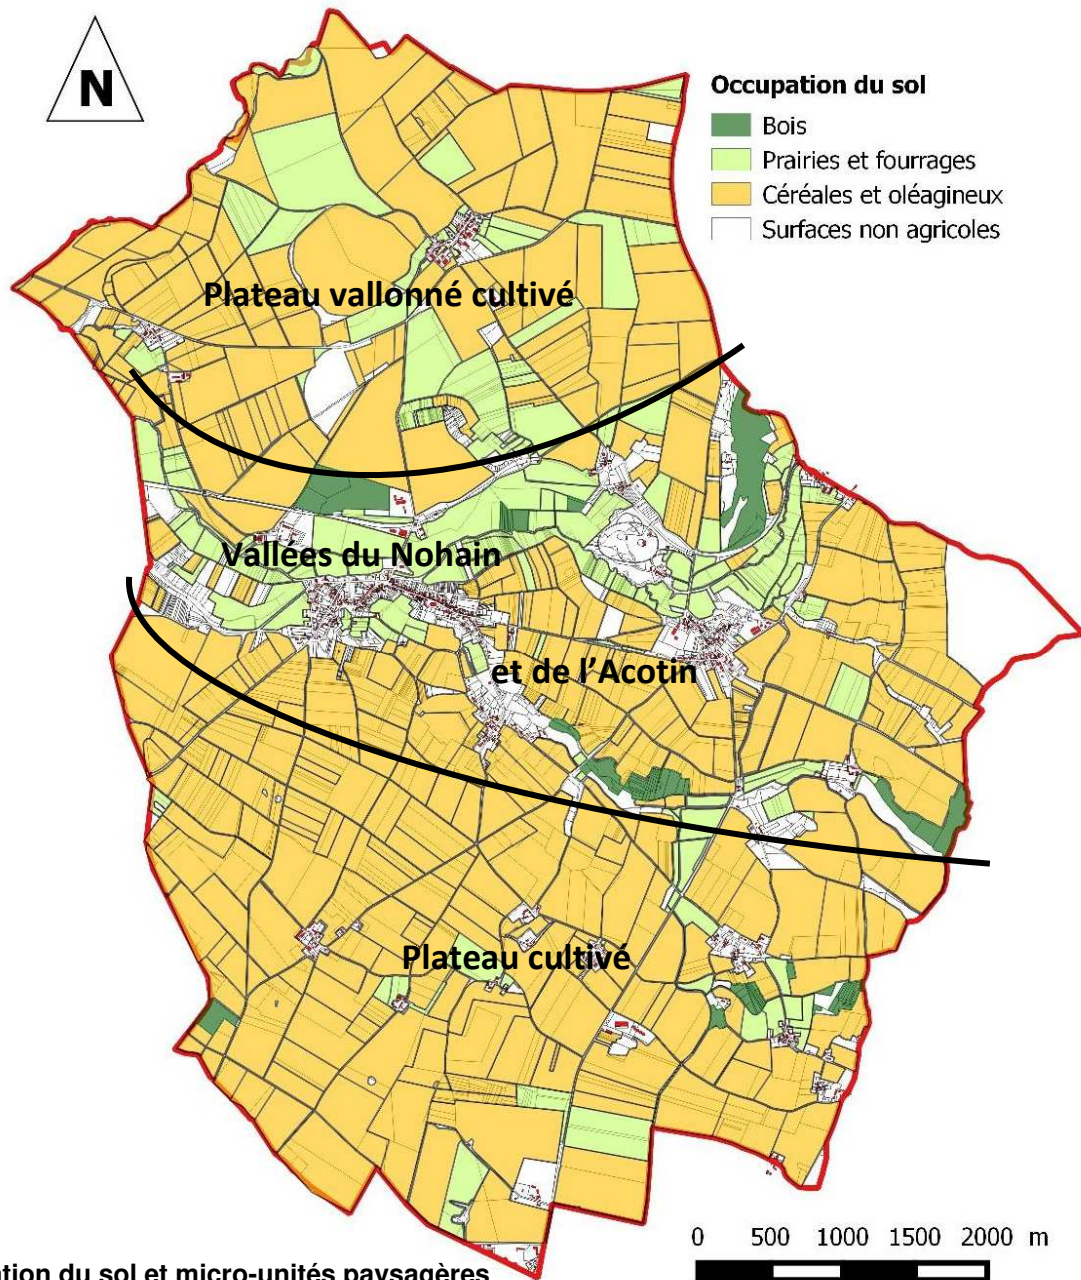 N
Occupation du sol
Bois
Prairies et fourrages
Céréales et oléagineux
Surfaces non agricoles
Plateau vallonné cultivé
Vallées du Nohain
et de l'Acotin
Plateau cultivé
0 500 1000 1500 2000 m
tion du sol et micro-unités paysagères